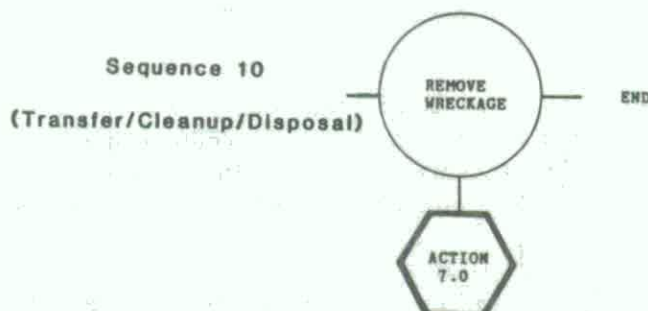 Sequence 10
(Transfer/Cleanup/Disposal)
REMOVE
WRECKAGE
END
ACTION
7.0